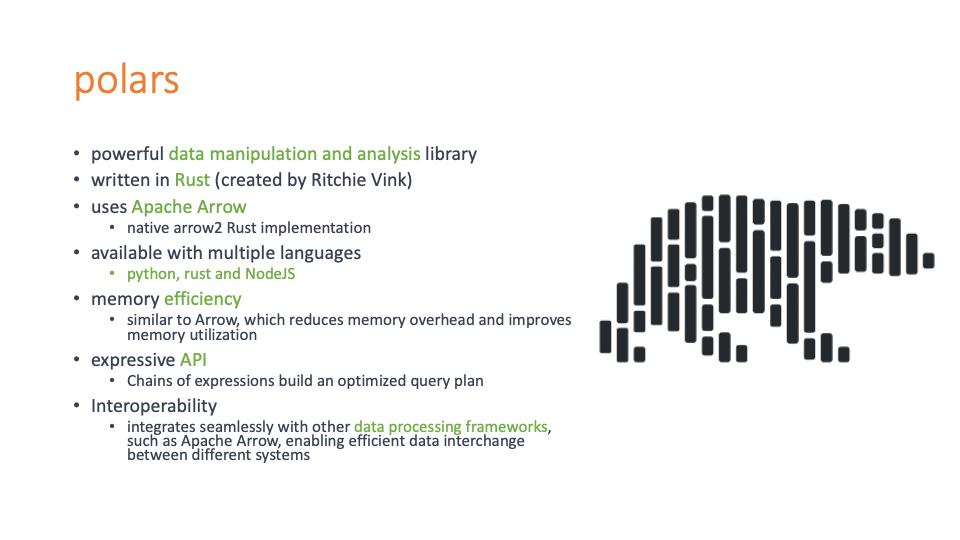 polars
• powerful data manipulation and analysis library
• written in Rust (created by Ritchie Vink)
• uses Apache Arrow
• native arrow2 Rust implementation
• available with multiple languages
• python, rust and NodeJS
• memory efficiency
• similar to Arrow, which reduces memory overhead and improves
memory utilization
• expressive API
• Chains of expressions build an optimized query plan
• Interoperability
• integrates seamlessly with other data processing frameworks,
such as Apache Arrow, enabling efficient data interchange
between different systems